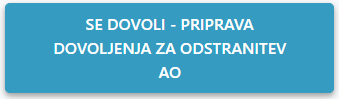 SE DOVOLI - PRIPRAVA
DOVOLJENJA ZA ODSTRANITEV
AO